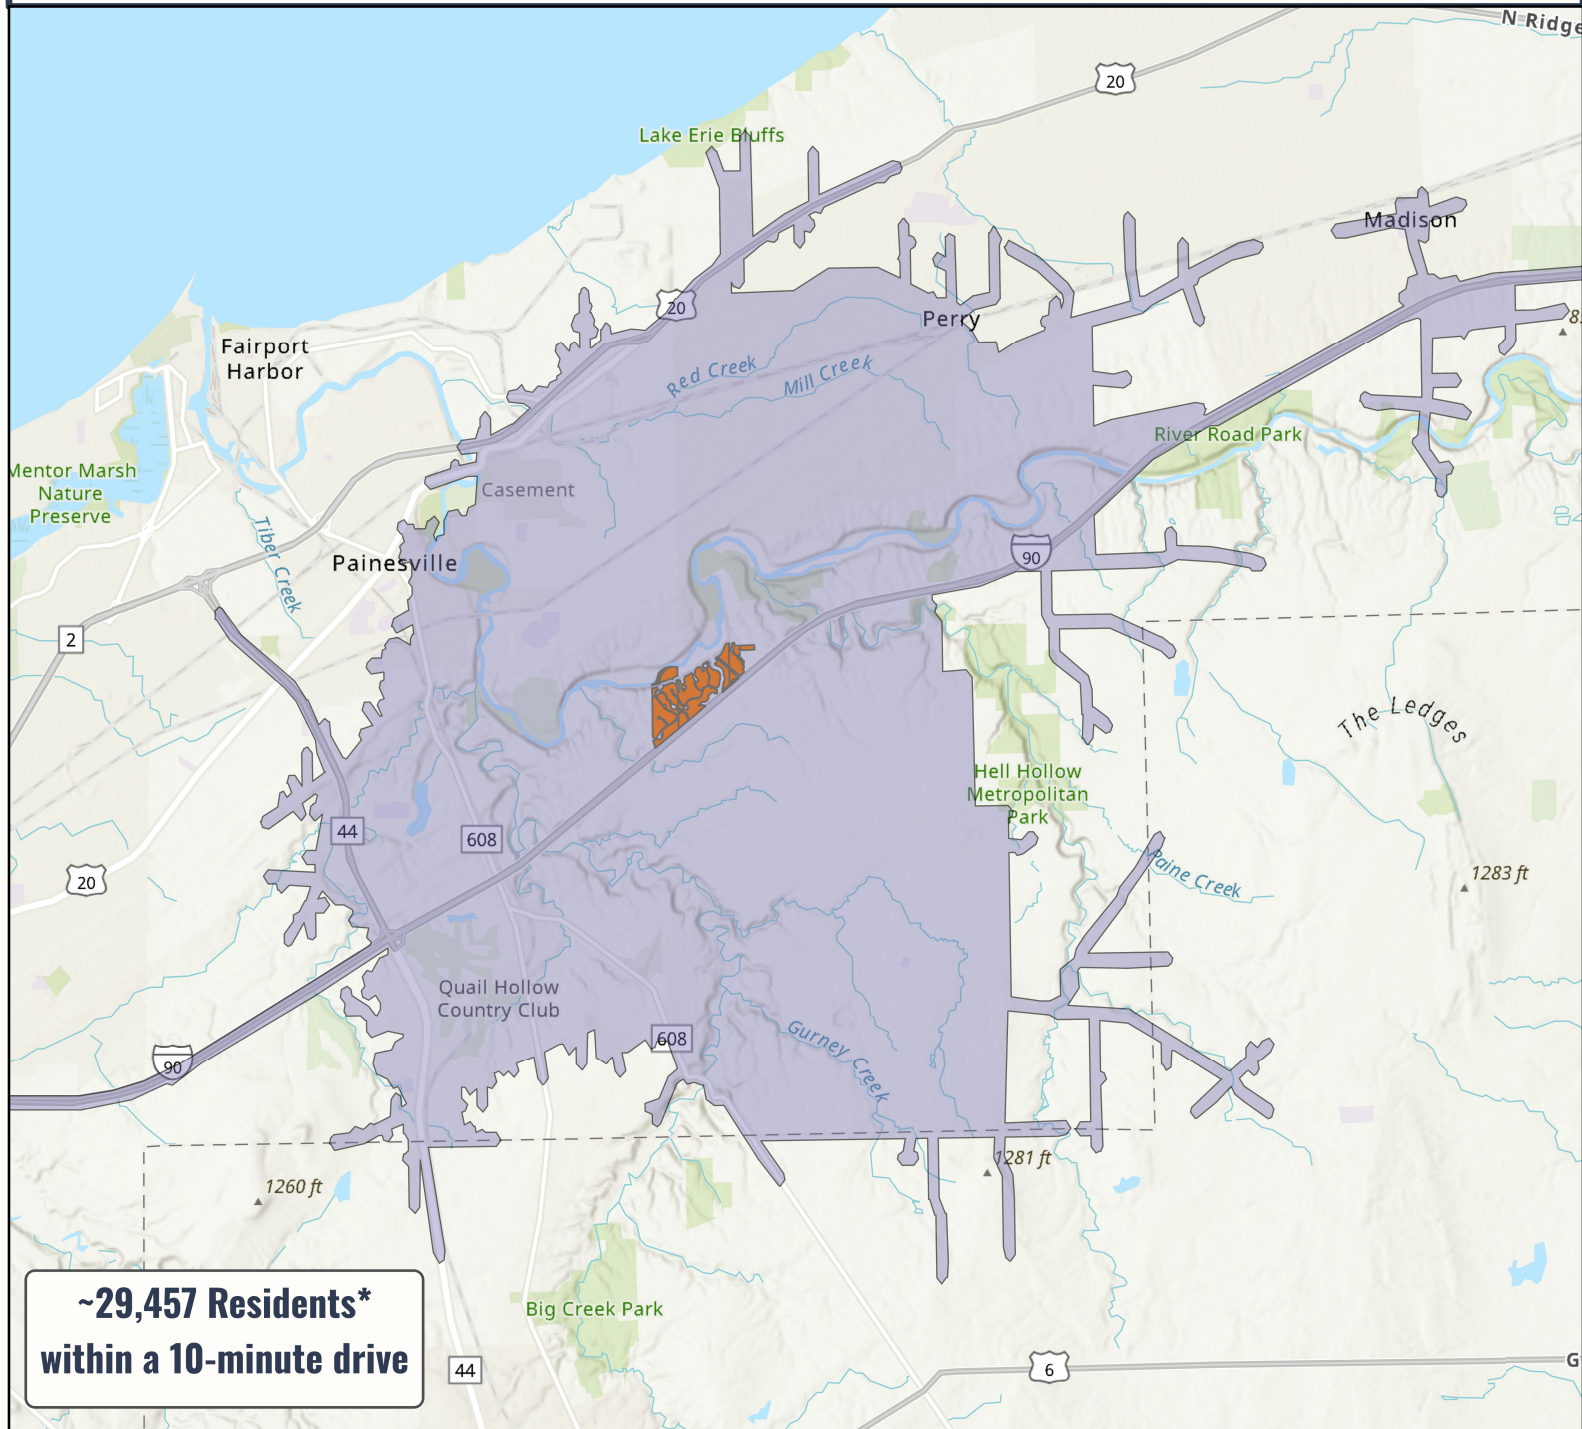 N Ridge
20
Lake Erie Bluffs
Madison
20
Perry
8
Fairport
Harbor
Red Creek
Mill Creek
River Road Park
Mentor Marsh
Nature
Preserve
Casement
Tiber Creek
Painesville
90
2
The Ledges
Hell Hollow
Metropolitan
Park
44
608
20
Paine Creek
1283 ft
Quail Hollow
Country Club
608
Gurney Creek
90
1281 ft
1260 ft
~29,457 Residents*
within a 10-minute drive
Big Creek Park
44
6
G